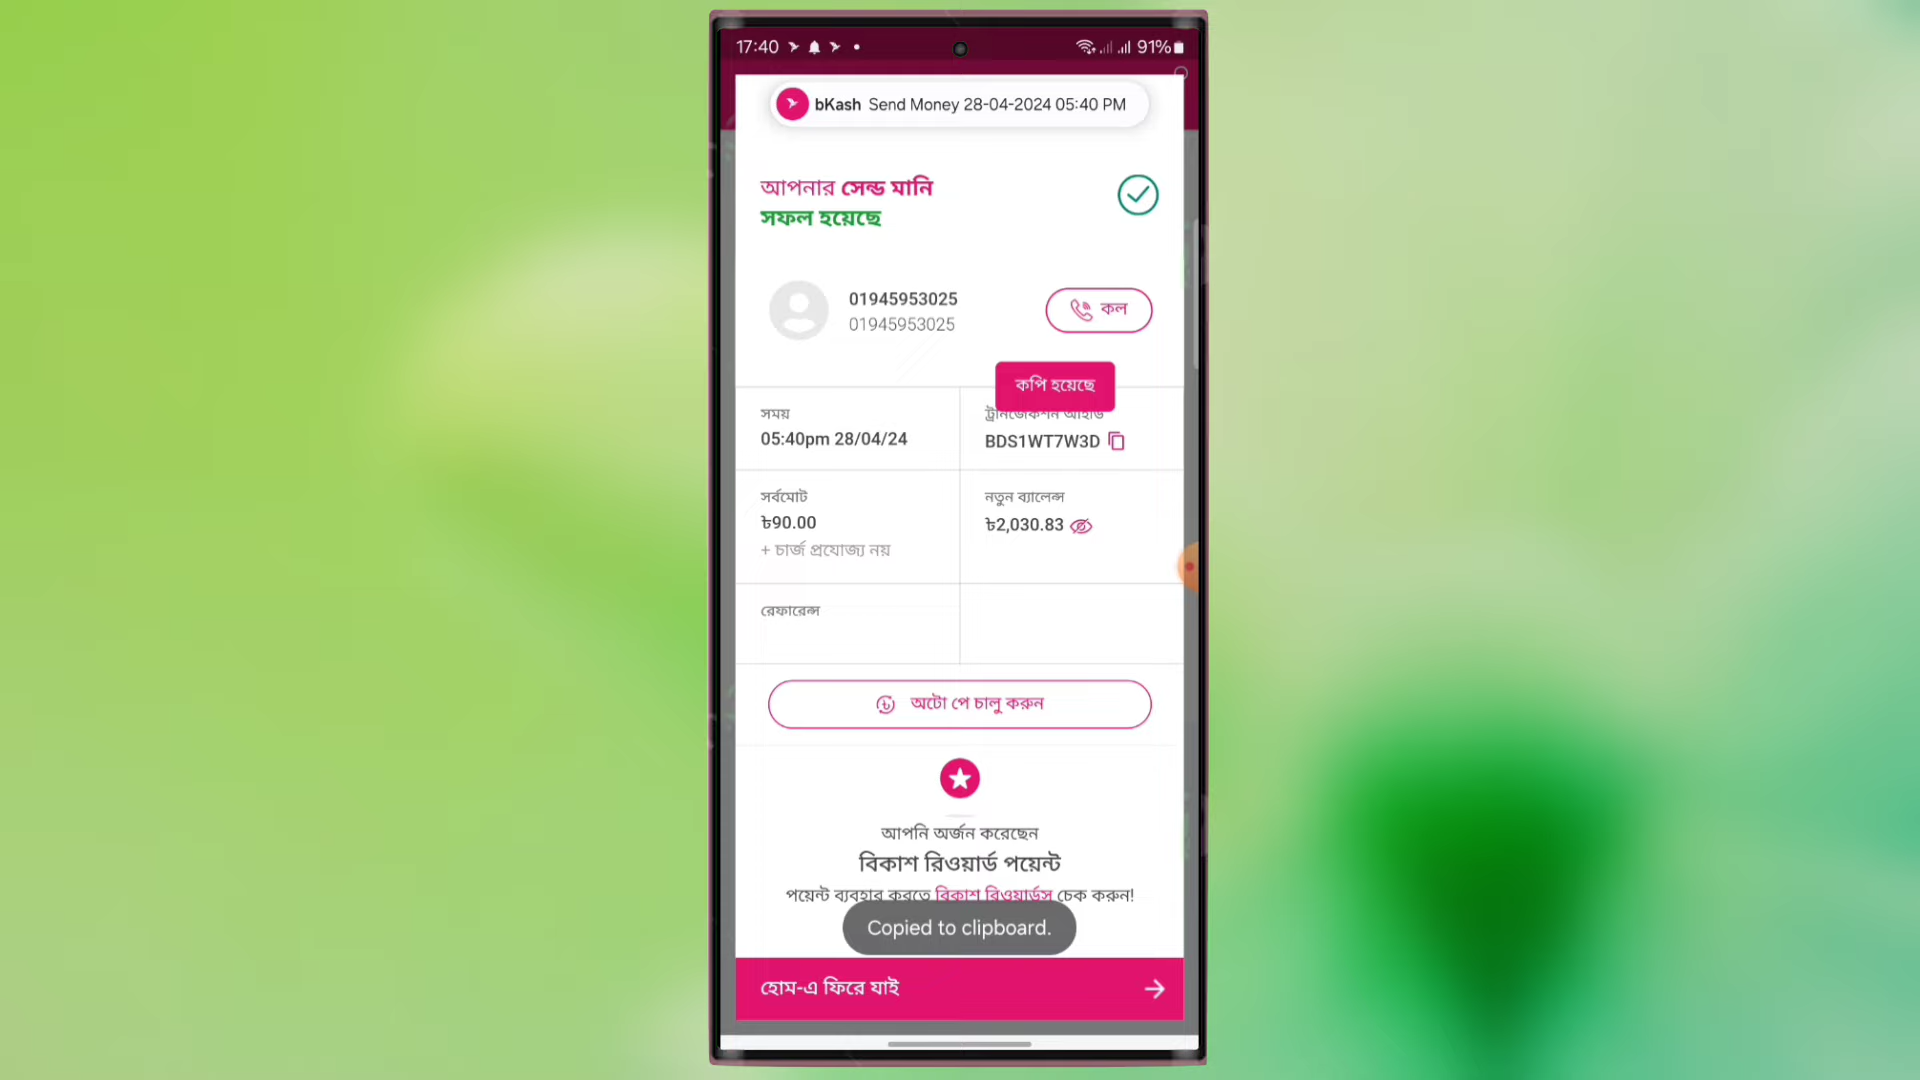 17:40
91%
bKash Send Money 28-04-2024 05:40 PM
আপনার সেন্ড মানি
সফল হয়েছে
01945953025
01945953025
কল
কপি হয়েছে
সময়
05:40pm 28/04/24
ট্রানজেকশন আইডি
BDS1WT7W3D
সর্বমোট
৳90.00
+ চার্জ প্রযোজ্য নয়
নতুন ব্যালেন্স
৳2,030.83
রেফারেন্স
অটো পে চালু করুন
আপনি অর্জন করেছেন
বিকাশ রিওয়ার্ড পয়েন্ট
পয়েন্ট ব্যবহার করতে বিকাশ রিওয়ার্ডস চেক করুন!
Copied to clipboard.
হোম-এ ফিরে যাই